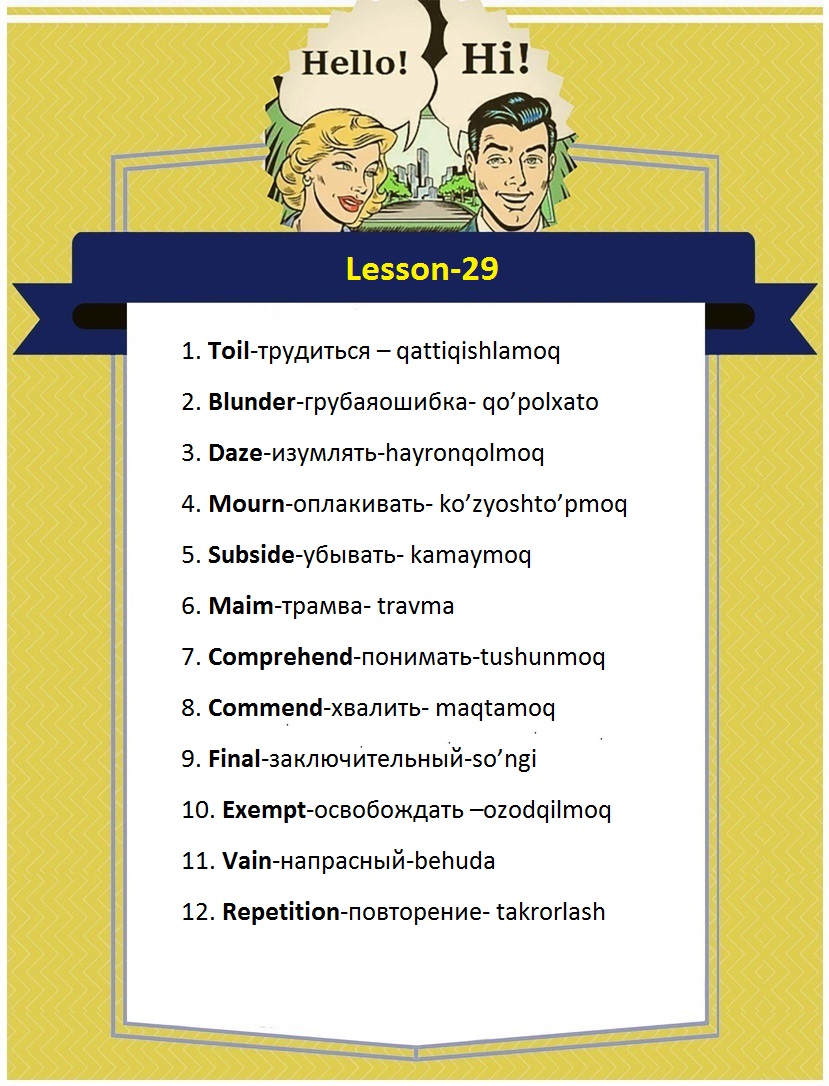 Hello!
Hi!
Lesson-29
1. Toil-трудиться – qattiqishlamoq
2. Blunder-грубаяошибка- qo’polxato
3. Daze-изумлять-hayronqolmoq
4. Mourn-оплакивать- ko’zyoshto’pmoq
5. Subside-убывать- kamaymoq
6. Maim-трамва- travma
7. Comprehend-понимать-tushunmoq
8. Commend-хвалить- maqtamoq
9. Final-заключительный-so’ngi
10. Exempt-освобождать –ozodqilmoq
11. Vain-напрасный-behuda
12. Repetition-повторение- takrorlash